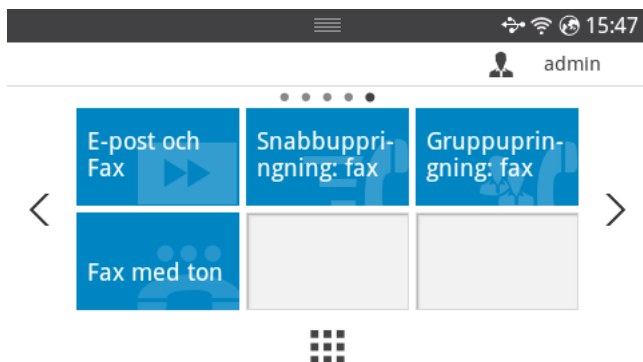 15:47
admin
E-post och
Fax
Snabbuppri-
ngning: fax
Gruppuprin-
gning: fax
Fax med ton